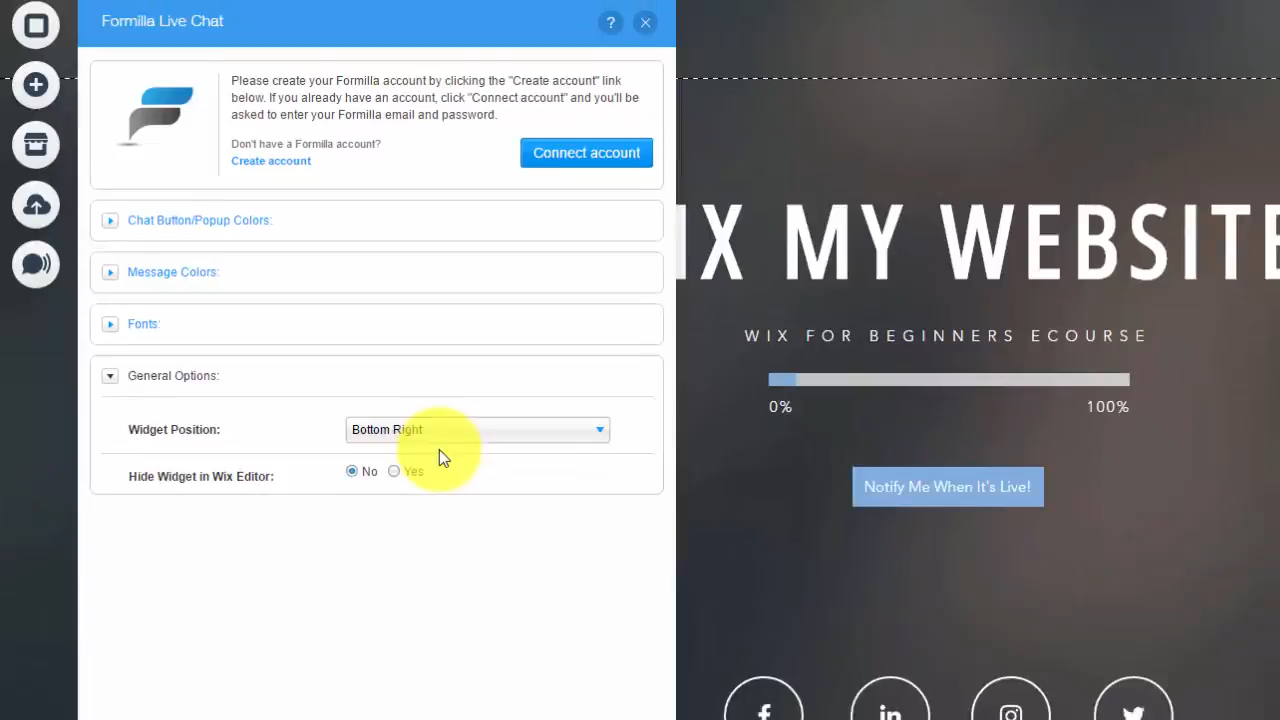 Formilla Live Chat
?
Please create your Formilla account by clicking the "Create account" link
below. If you already have an account, click "Connect account" and you'll be
asked to enter your Formilla email and password.
Don't have a Formilla account?
Create account
Connect account
Chat Button/Popup Colors:
Message Colors:
Fonts:
General Options:
Widget Position:
Bottom Right
Hide Widget in Wix Editor:
No
Yes
IX MY WEBSITE
WIX FOR BEGINNERS ECOURSE
0%
100%
Notify Me When It's Live!